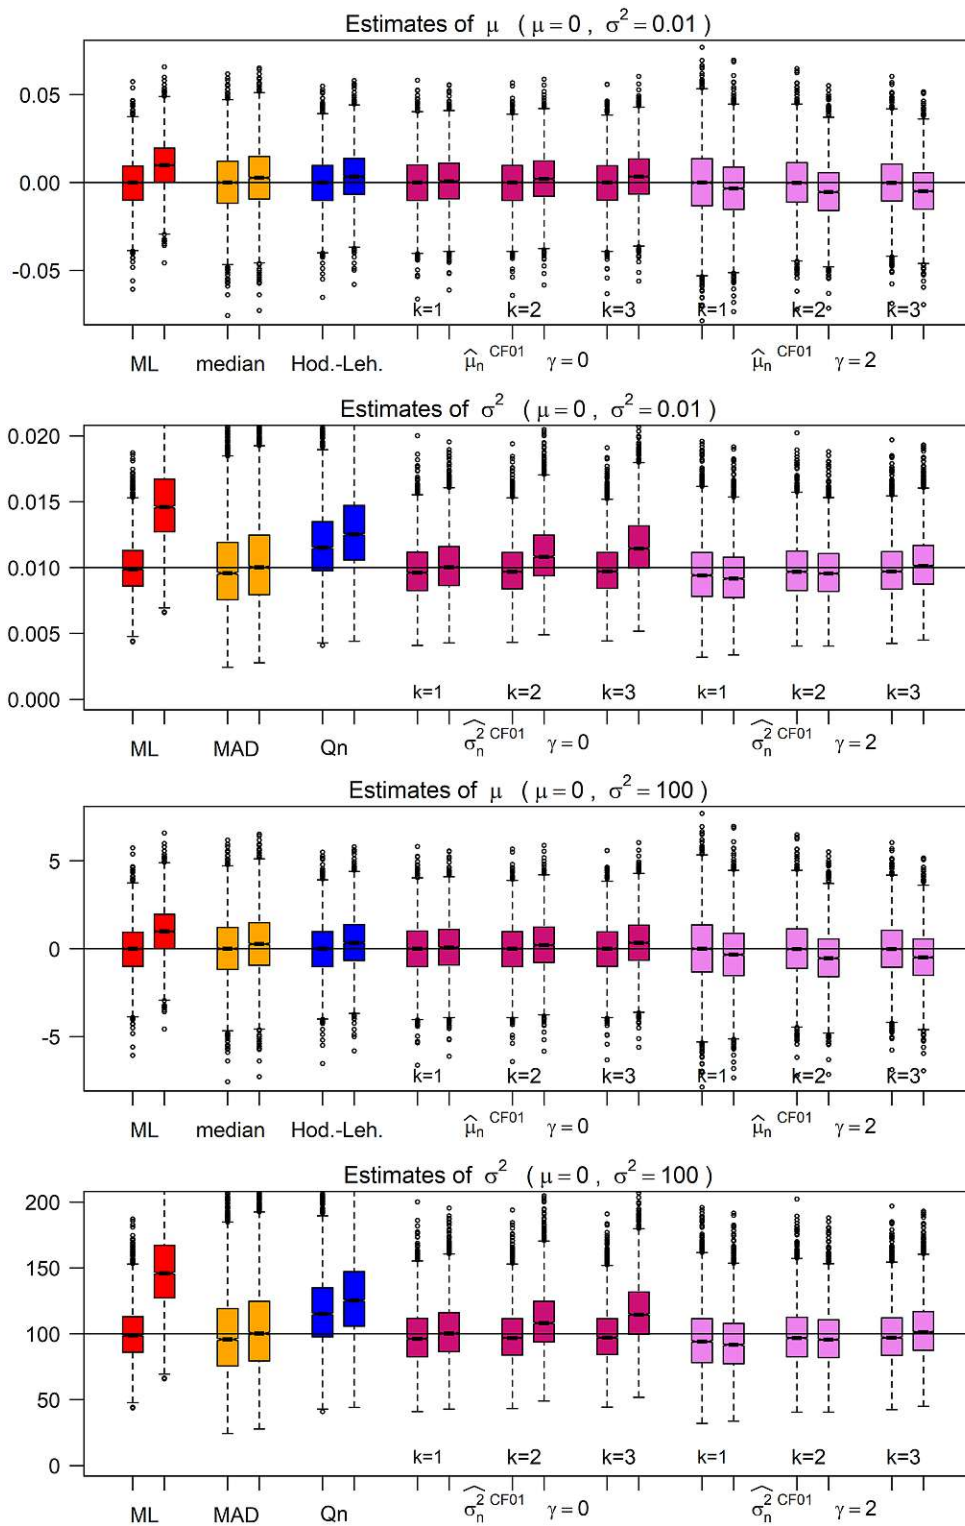 Estimates of μ ( μ = 0 , σ² = 0.01 )
0.05
0.00
-0.05
k=1 k=2 k=3 k=1 k=2 k=3
ML median Hod.-Leh. μ̂ₙ CF01 γ = 0 μ̂ₙ CF01 γ = 2
Estimates of σ² ( μ = 0 , σ² = 0.01 )
0.020
0.015
0.010
0.005
0.000
k=1 k=2 k=3 k=1 k=2 k=3
ML MAD Qn σ̂ₙ² CF01 γ = 0 σ̂ₙ² CF01 γ = 2
Estimates of μ ( μ = 0 , σ² = 100 )
5
0
-5
k=1 k=2 k=3 k=1 k=2 k=3
ML median Hod.-Leh. μ̂ₙ CF01 γ = 0 μ̂ₙ CF01 γ = 2
Estimates of σ² ( μ = 0 , σ² = 100 )
200
150
100
50
0
k=1 k=2 k=3 k=1 k=2 k=3
ML MAD Qn σ̂ₙ² CF01 γ = 0 σ̂ₙ² CF01 γ = 2